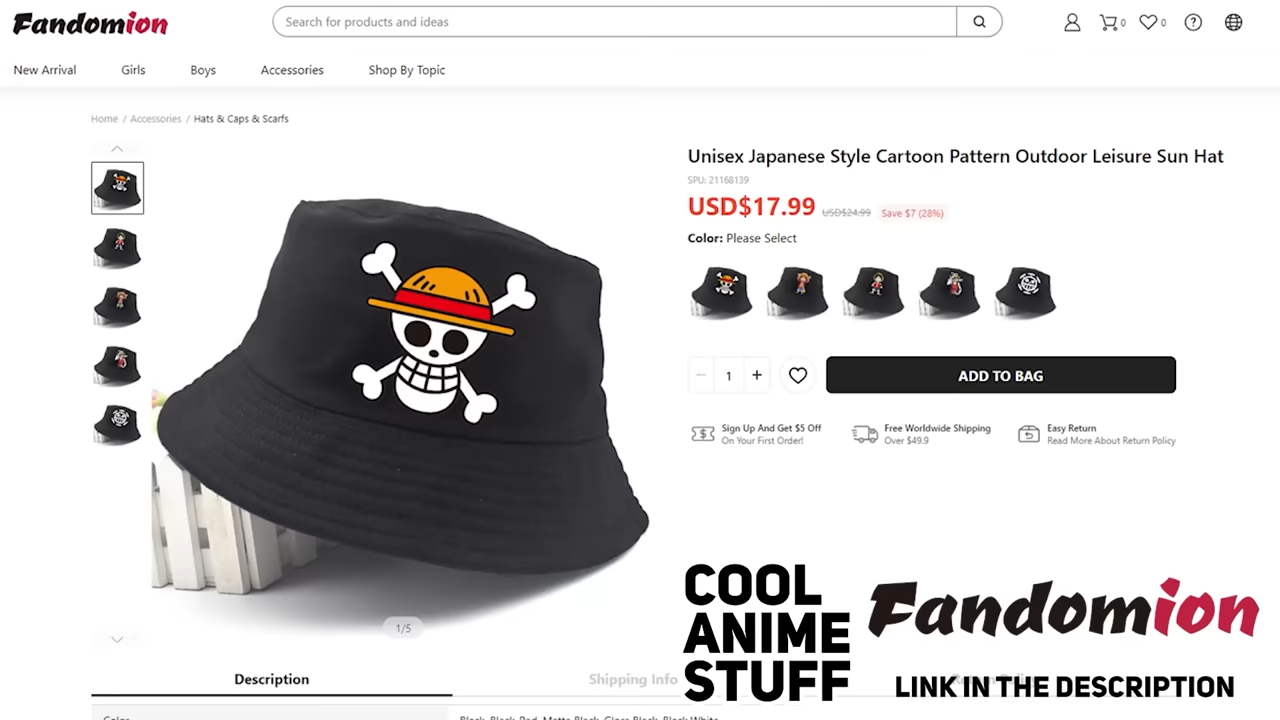 Fandomion
Search for products and ideas
0
0
New Arrival
Girls
Boys
Accessories
Shop By Topic
Home / Accessories / Hats & Caps & Scarfs
Unisex Japanese Style Cartoon Pattern Outdoor Leisure Sun Hat
SPU: 21168139
USD$17.99 USD$24.99 Save $7 (28%)
Color: Please Select
1
ADD TO BAG
Sign Up And Get $5 Off
On Your First Order!
Free Worldwide Shipping
Over $49.9
Easy Return
Read More About Return Policy
1/5
COOL
ANIME
STUFF
Fandomion
LINK IN THE DESCRIPTION
Description
Shipping Info